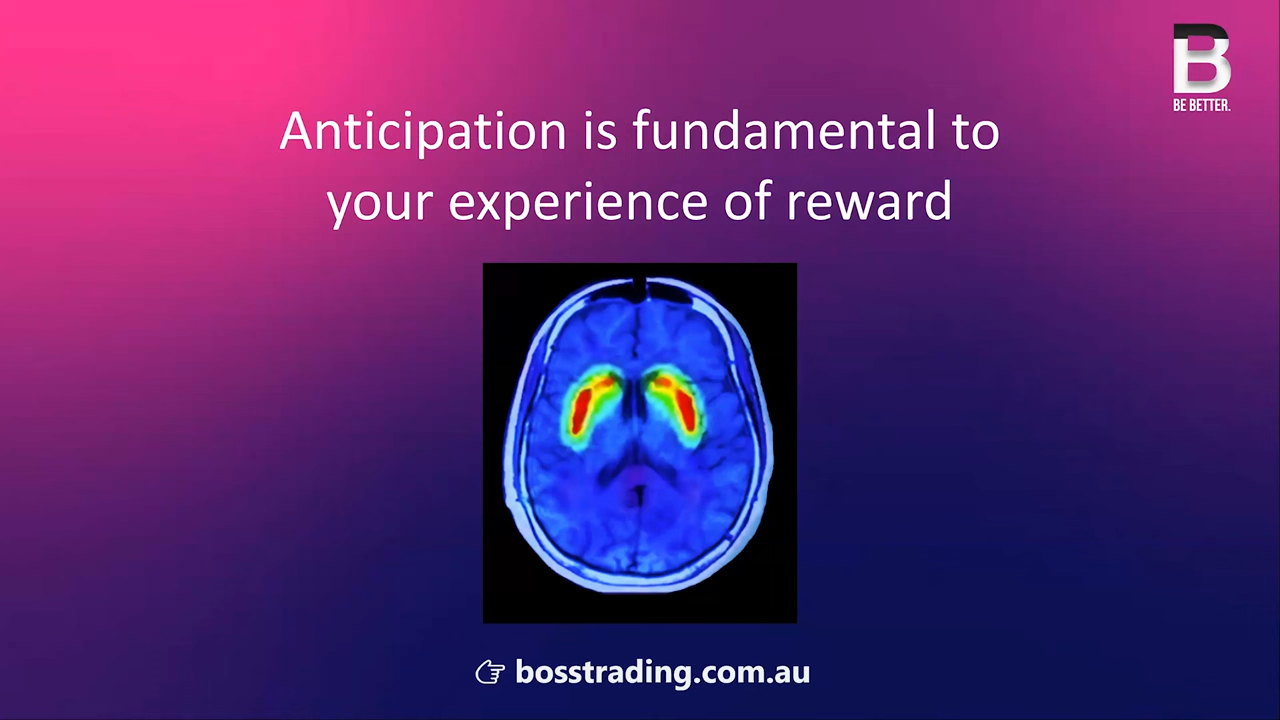 B
BE BETTER.
Anticipation is fundamental to
your experience of reward
bosstrading.com.au